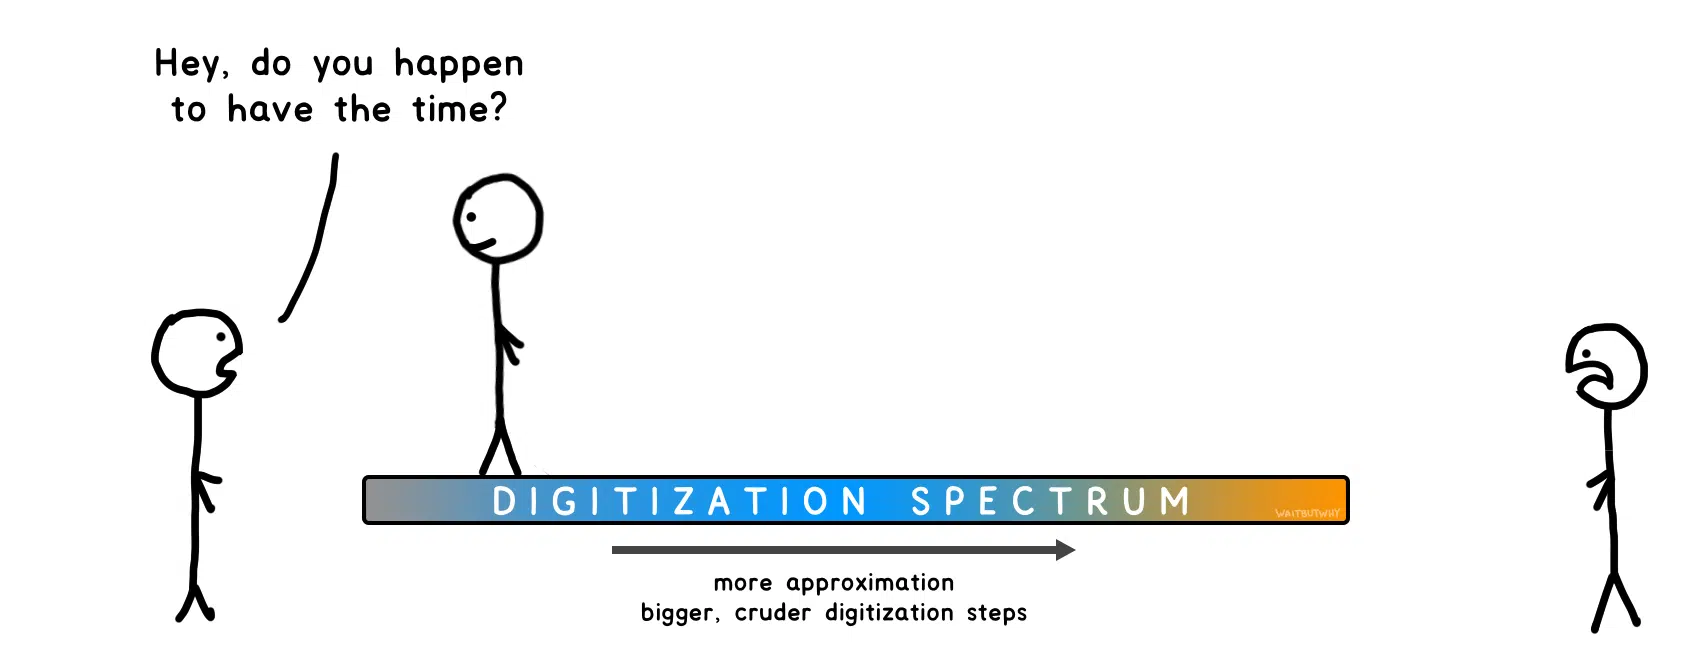 Hey, do you happen
to have the time?
DIGITIZATION SPECTRUM
WAITBUTWHY
more approximation
bigger, cruder digitization steps